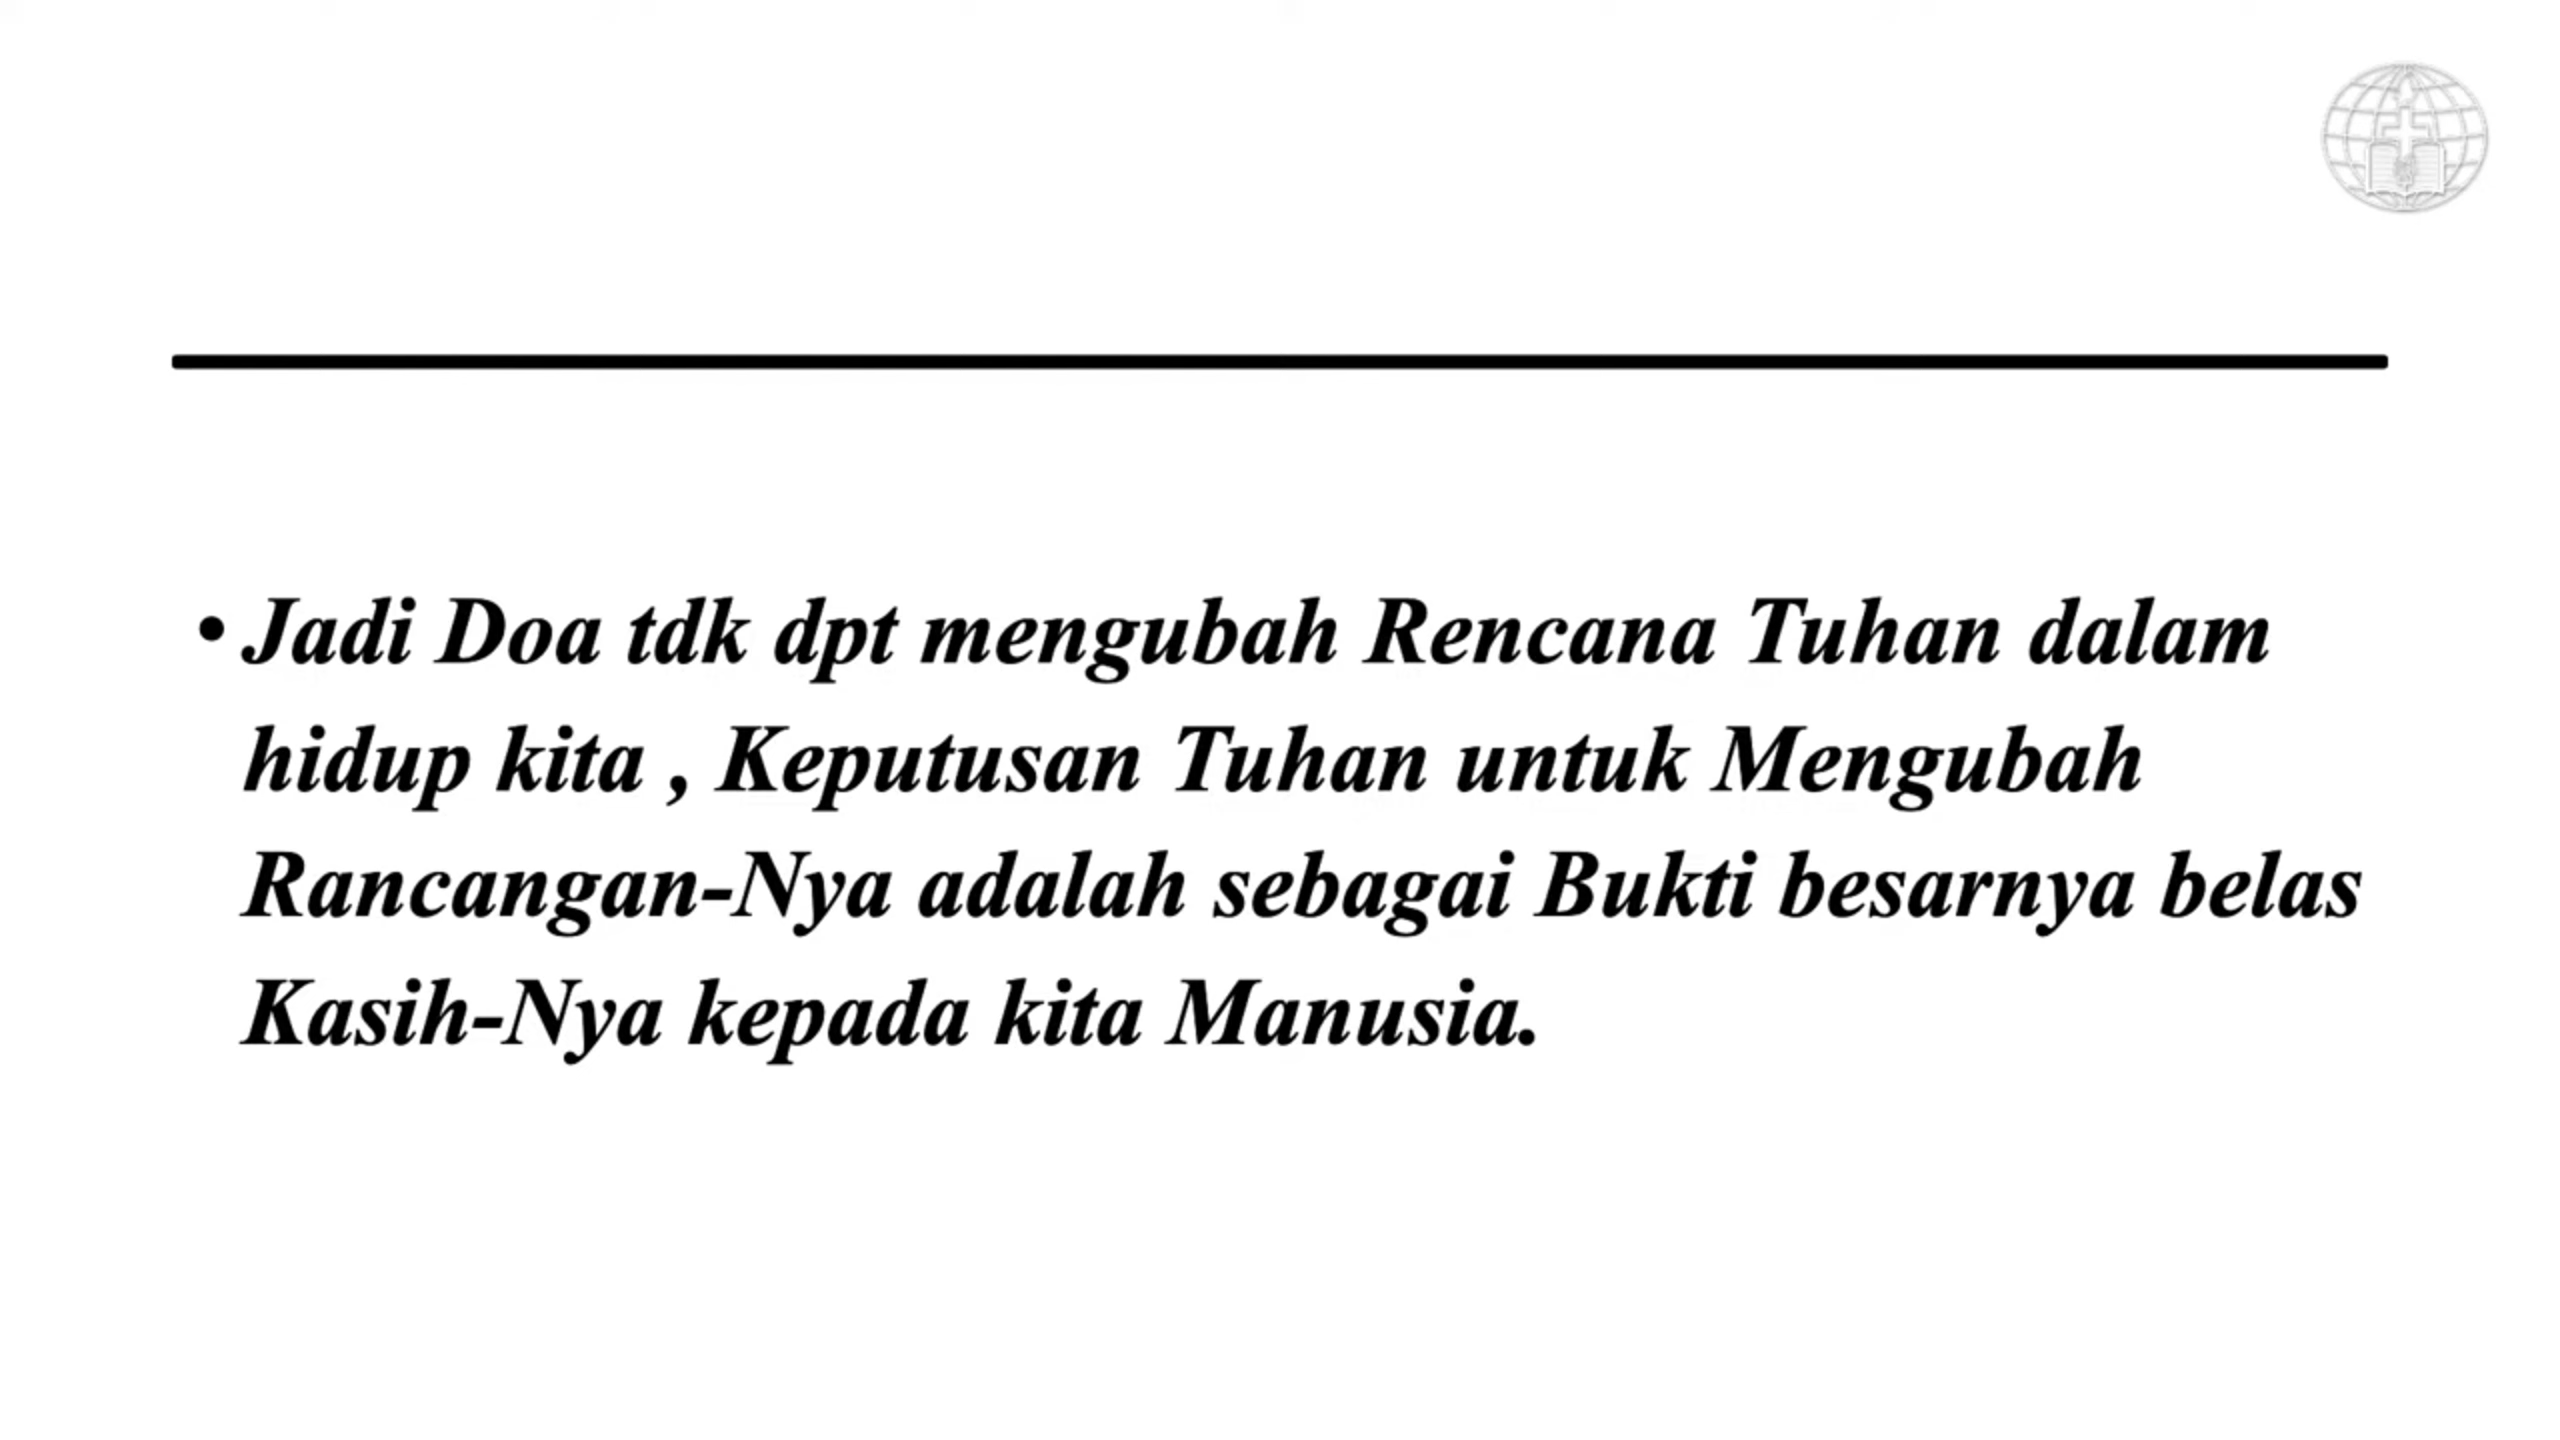 • Jadi Doa tdk dpt mengubah Rencana Tuhan dalam
hidup kita , Keputusan Tuhan untuk Mengubah
Rancangan-Nya adalah sebagai Bukti besarnya belas
Kasih-Nya kepada kita Manusia.